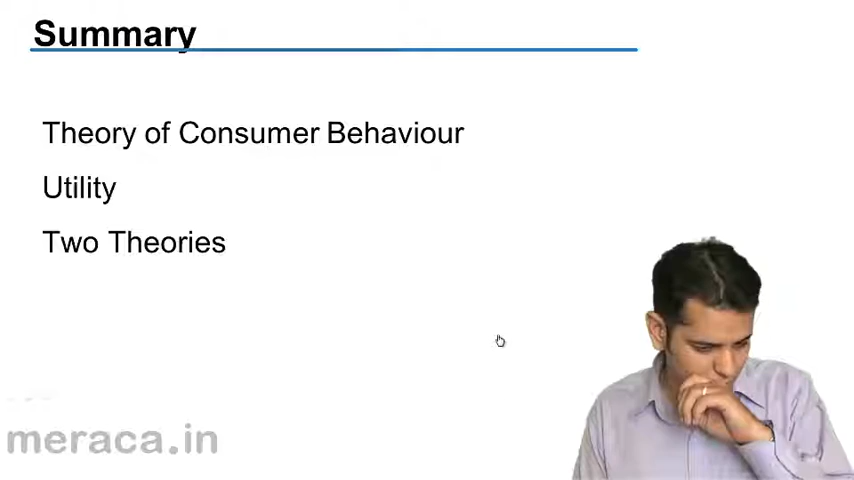 Summary
Theory of Consumer Behaviour
Utility
Two Theories
meraca.in